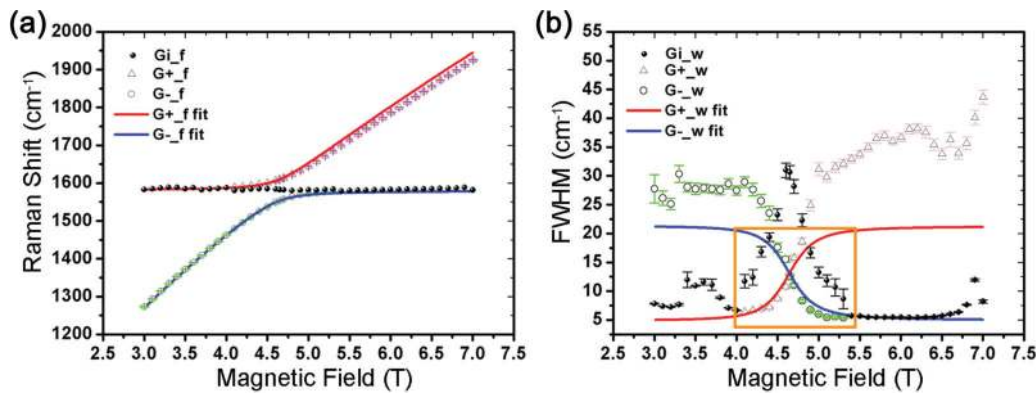 (a)
2000
1900
1800
1700
1600
1500
1400
1300
1200
Raman Shift (cm⁻¹)
Gi_f
G+_f
G-_f
G+_f fit
G-_f fit
2.5 3.0 3.5 4.0 4.5 5.0 5.5 6.0 6.5 7.0 7.5
Magnetic Field (T)
(b)
55
50
45
40
35
30
25
20
15
10
5
FWHM (cm⁻¹)
Gi_w
G+_w
G-_w
G+_w fit
G-_w fit
2.5 3.0 3.5 4.0 4.5 5.0 5.5 6.0 6.5 7.0 7.5
Magnetic Field (T)